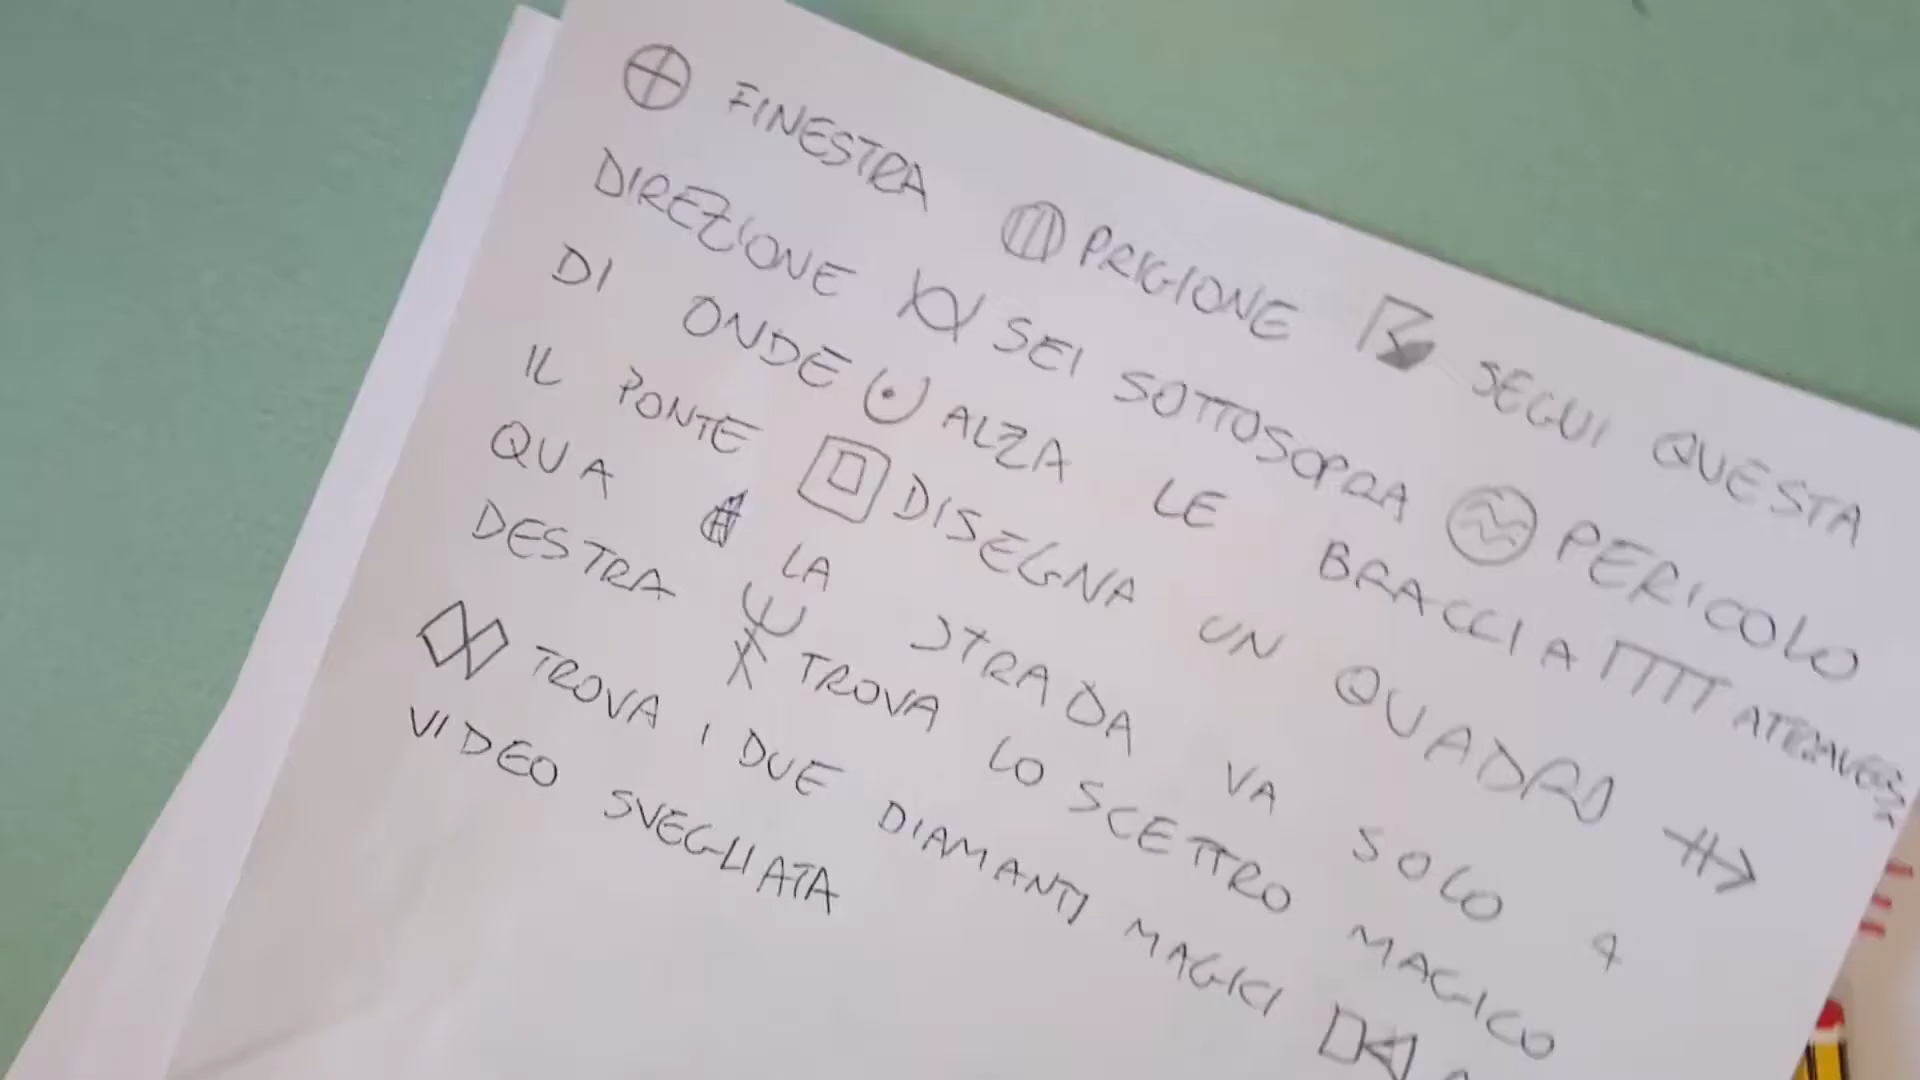 FINESTRA PRIGIONE SEGUI QUESTA
DIREZIONE SEI SOTTOSOPRA PERICOLO
DI ONDE ALZA LE BRACCIA
IL PONTE DISEGNA UN QUADRO
QUA LA STRADA VA SOLO A
DESTRA TROVA LO SCETTRO MAGICO
TROVA I DUE DIAMANTI MAGICI
VIDEO SVEGLIATA